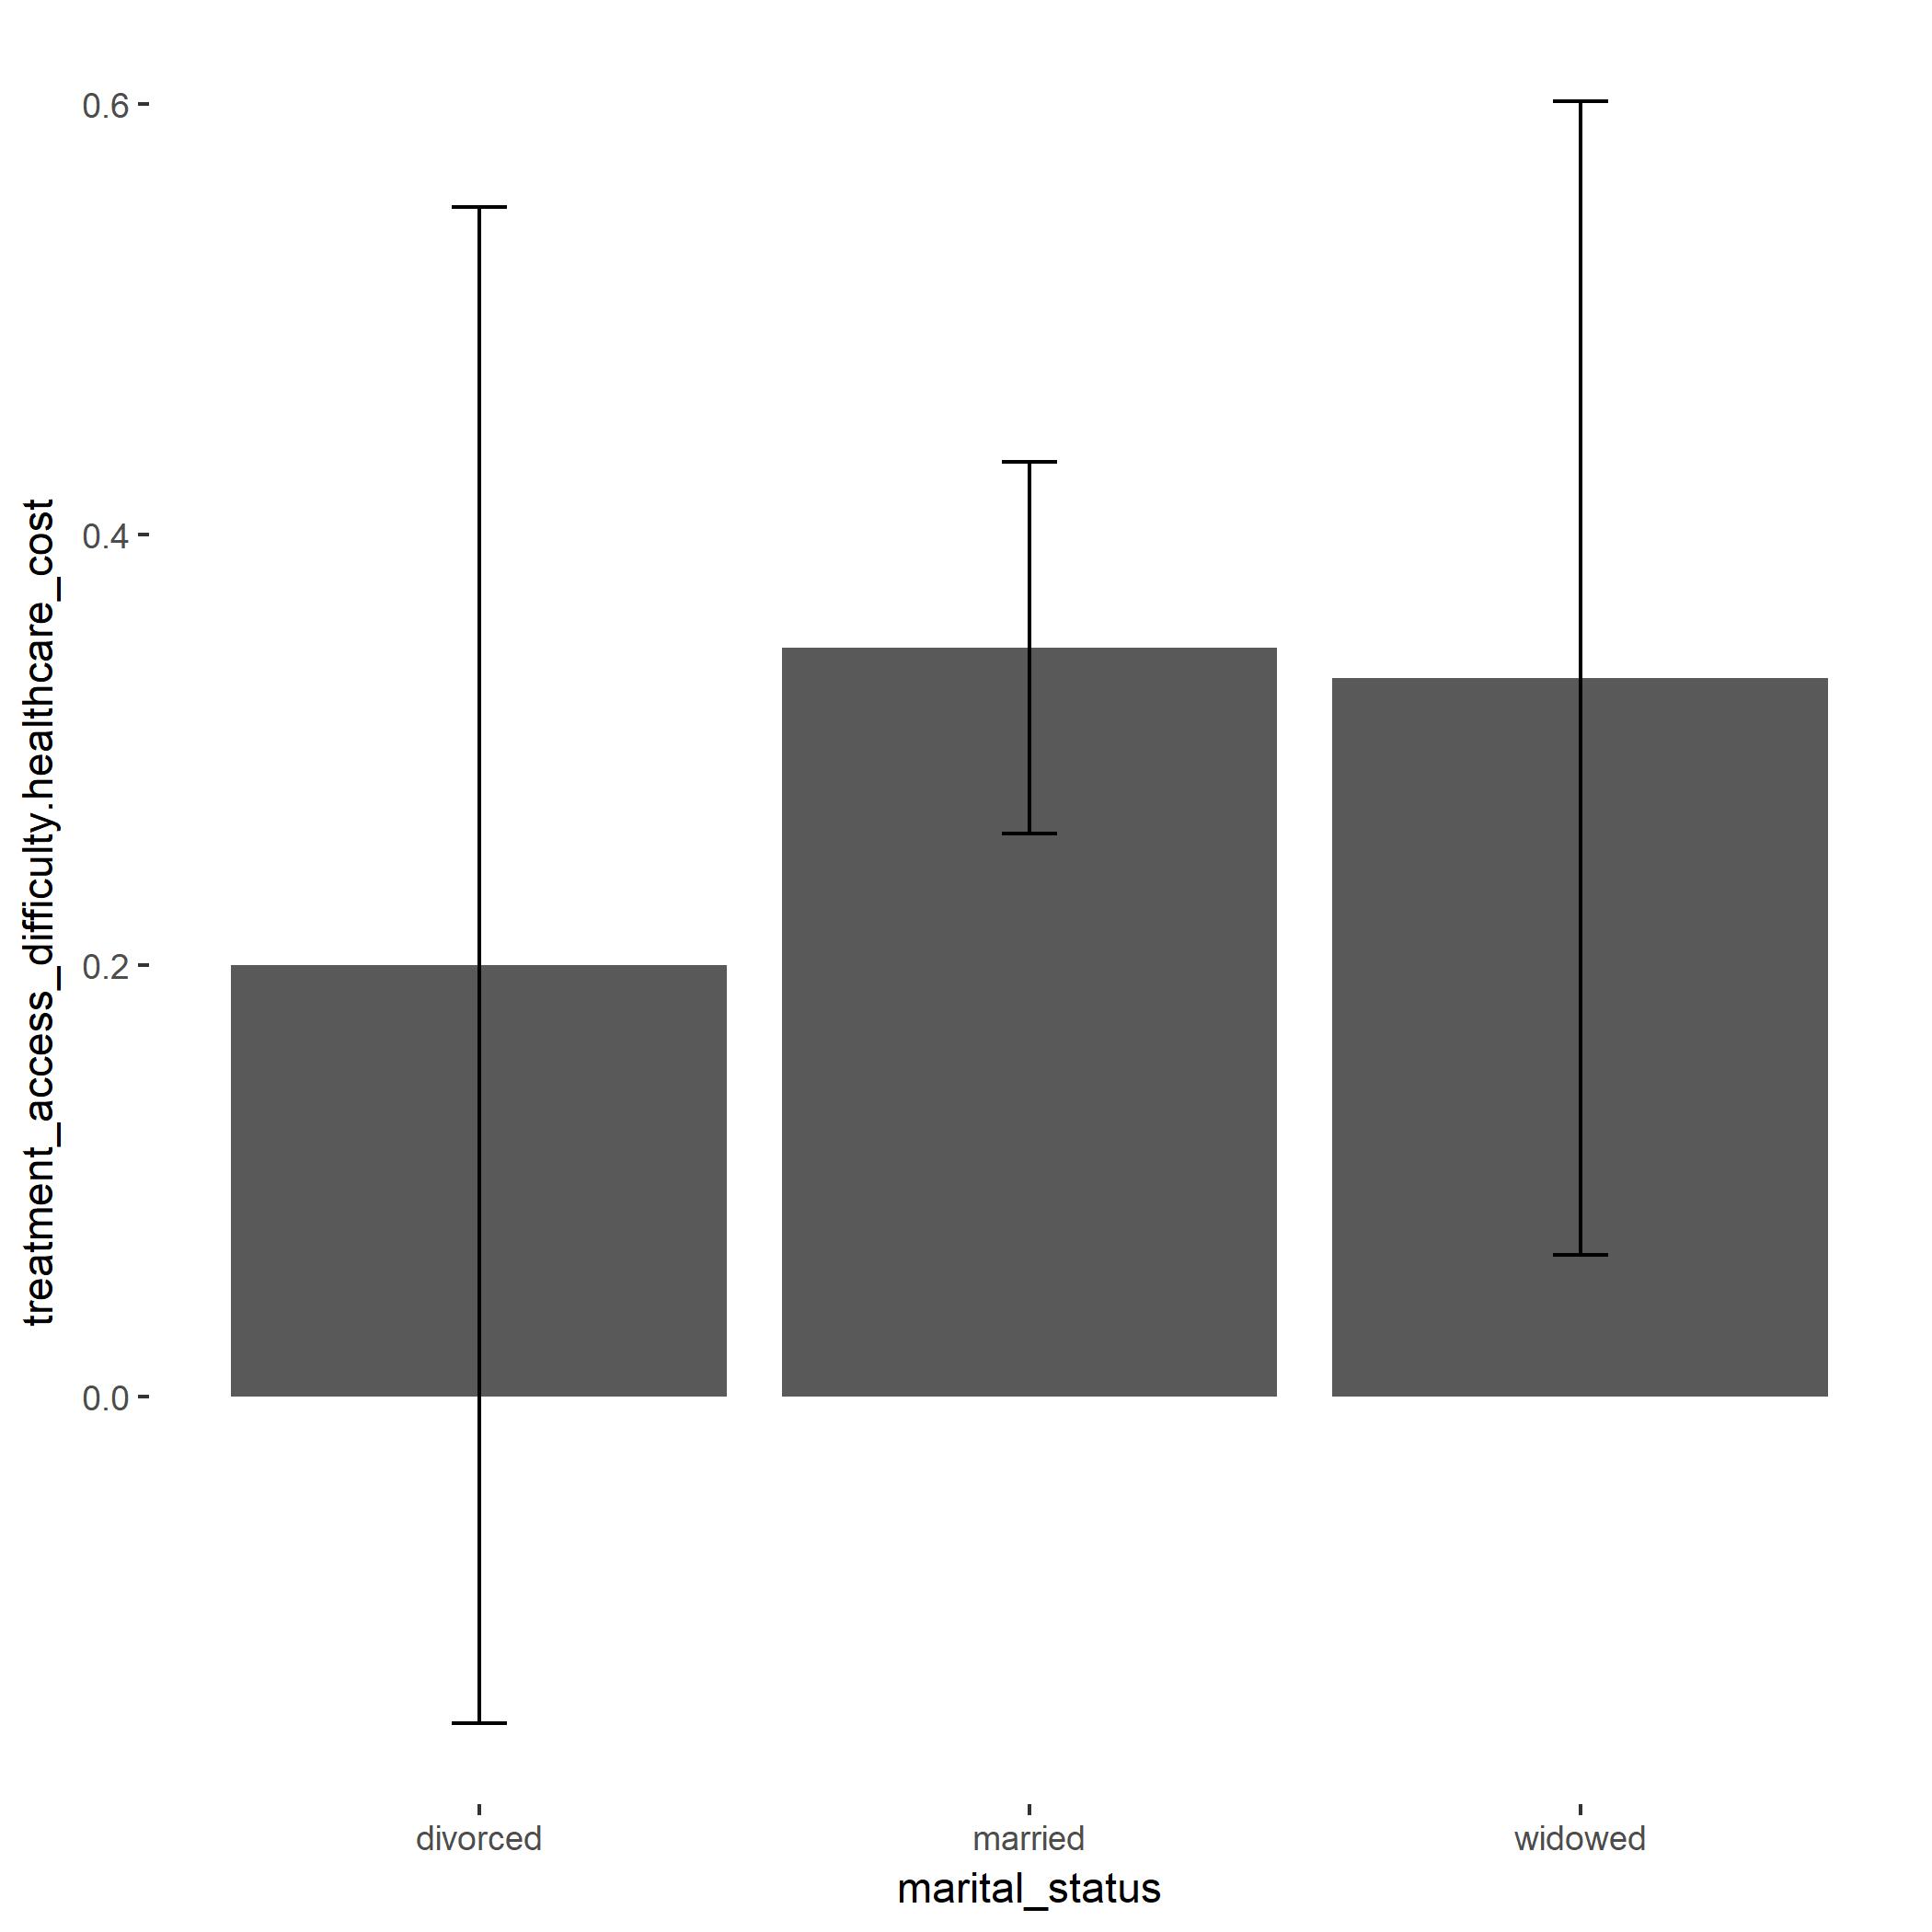 treatment_access_difficulty.healthcare_cost
0.6
0.4
0.2
0.0
divorced
married
widowed
marital_status